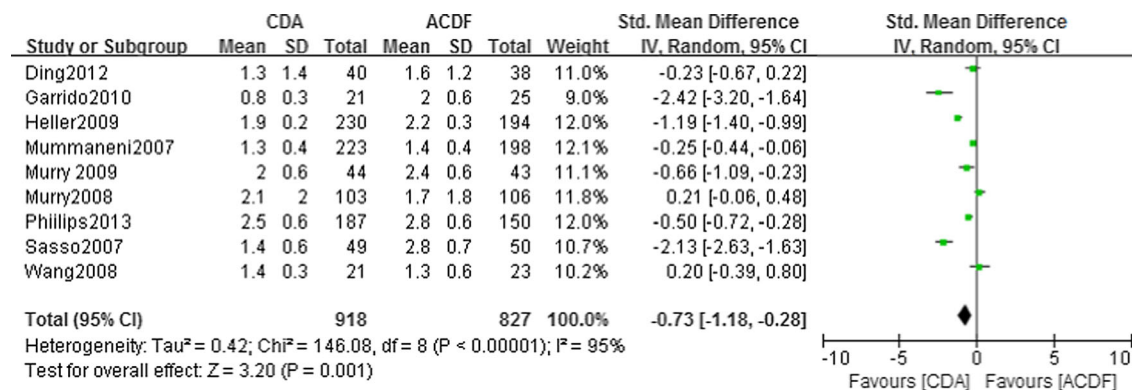 CDA ACDF Std. Mean Difference Std. Mean Difference
Study or Subgroup Mean SD Total Mean SD Total Weight IV, Random, 95% CI IV, Random, 95% CI
Ding2012 1.3 1.4 40 1.6 1.2 38 11.0% -0.23 [-0.67, 0.22]
Garrido2010 0.8 0.3 21 2 0.6 25 9.0% -2.42 [-3.20, -1.64]
Heller2009 1.9 0.2 230 2.2 0.3 194 12.0% -1.19 [-1.40, -0.99]
Mummaneni2007 1.3 0.4 223 1.4 0.4 198 12.1% -0.25 [-0.44, -0.06]
Murry 2009 2 0.6 44 2.4 0.6 43 11.1% -0.66 [-1.09, -0.23]
Murry2008 2.1 2 103 1.7 1.8 106 11.8% 0.21 [-0.06, 0.48]
Phiilips2013 2.5 0.6 187 2.8 0.6 150 12.0% -0.50 [-0.72, -0.28]
Sasso2007 1.4 0.6 49 2.8 0.7 50 10.7% -2.13 [-2.63, -1.63]
Wang2008 1.4 0.3 21 1.3 0.6 23 10.2% 0.20 [-0.39, 0.80]
Total (95% CI) 918 827 100.0% -0.73 [-1.18, -0.28]
Heterogeneity: Tau² = 0.42; Chi² = 146.08, df = 8 (P < 0.00001); I² = 95%
Test for overall effect: Z = 3.20 (P = 0.001)
-10 -5 0 5 10
Favours [CDA] Favours [ACDF]